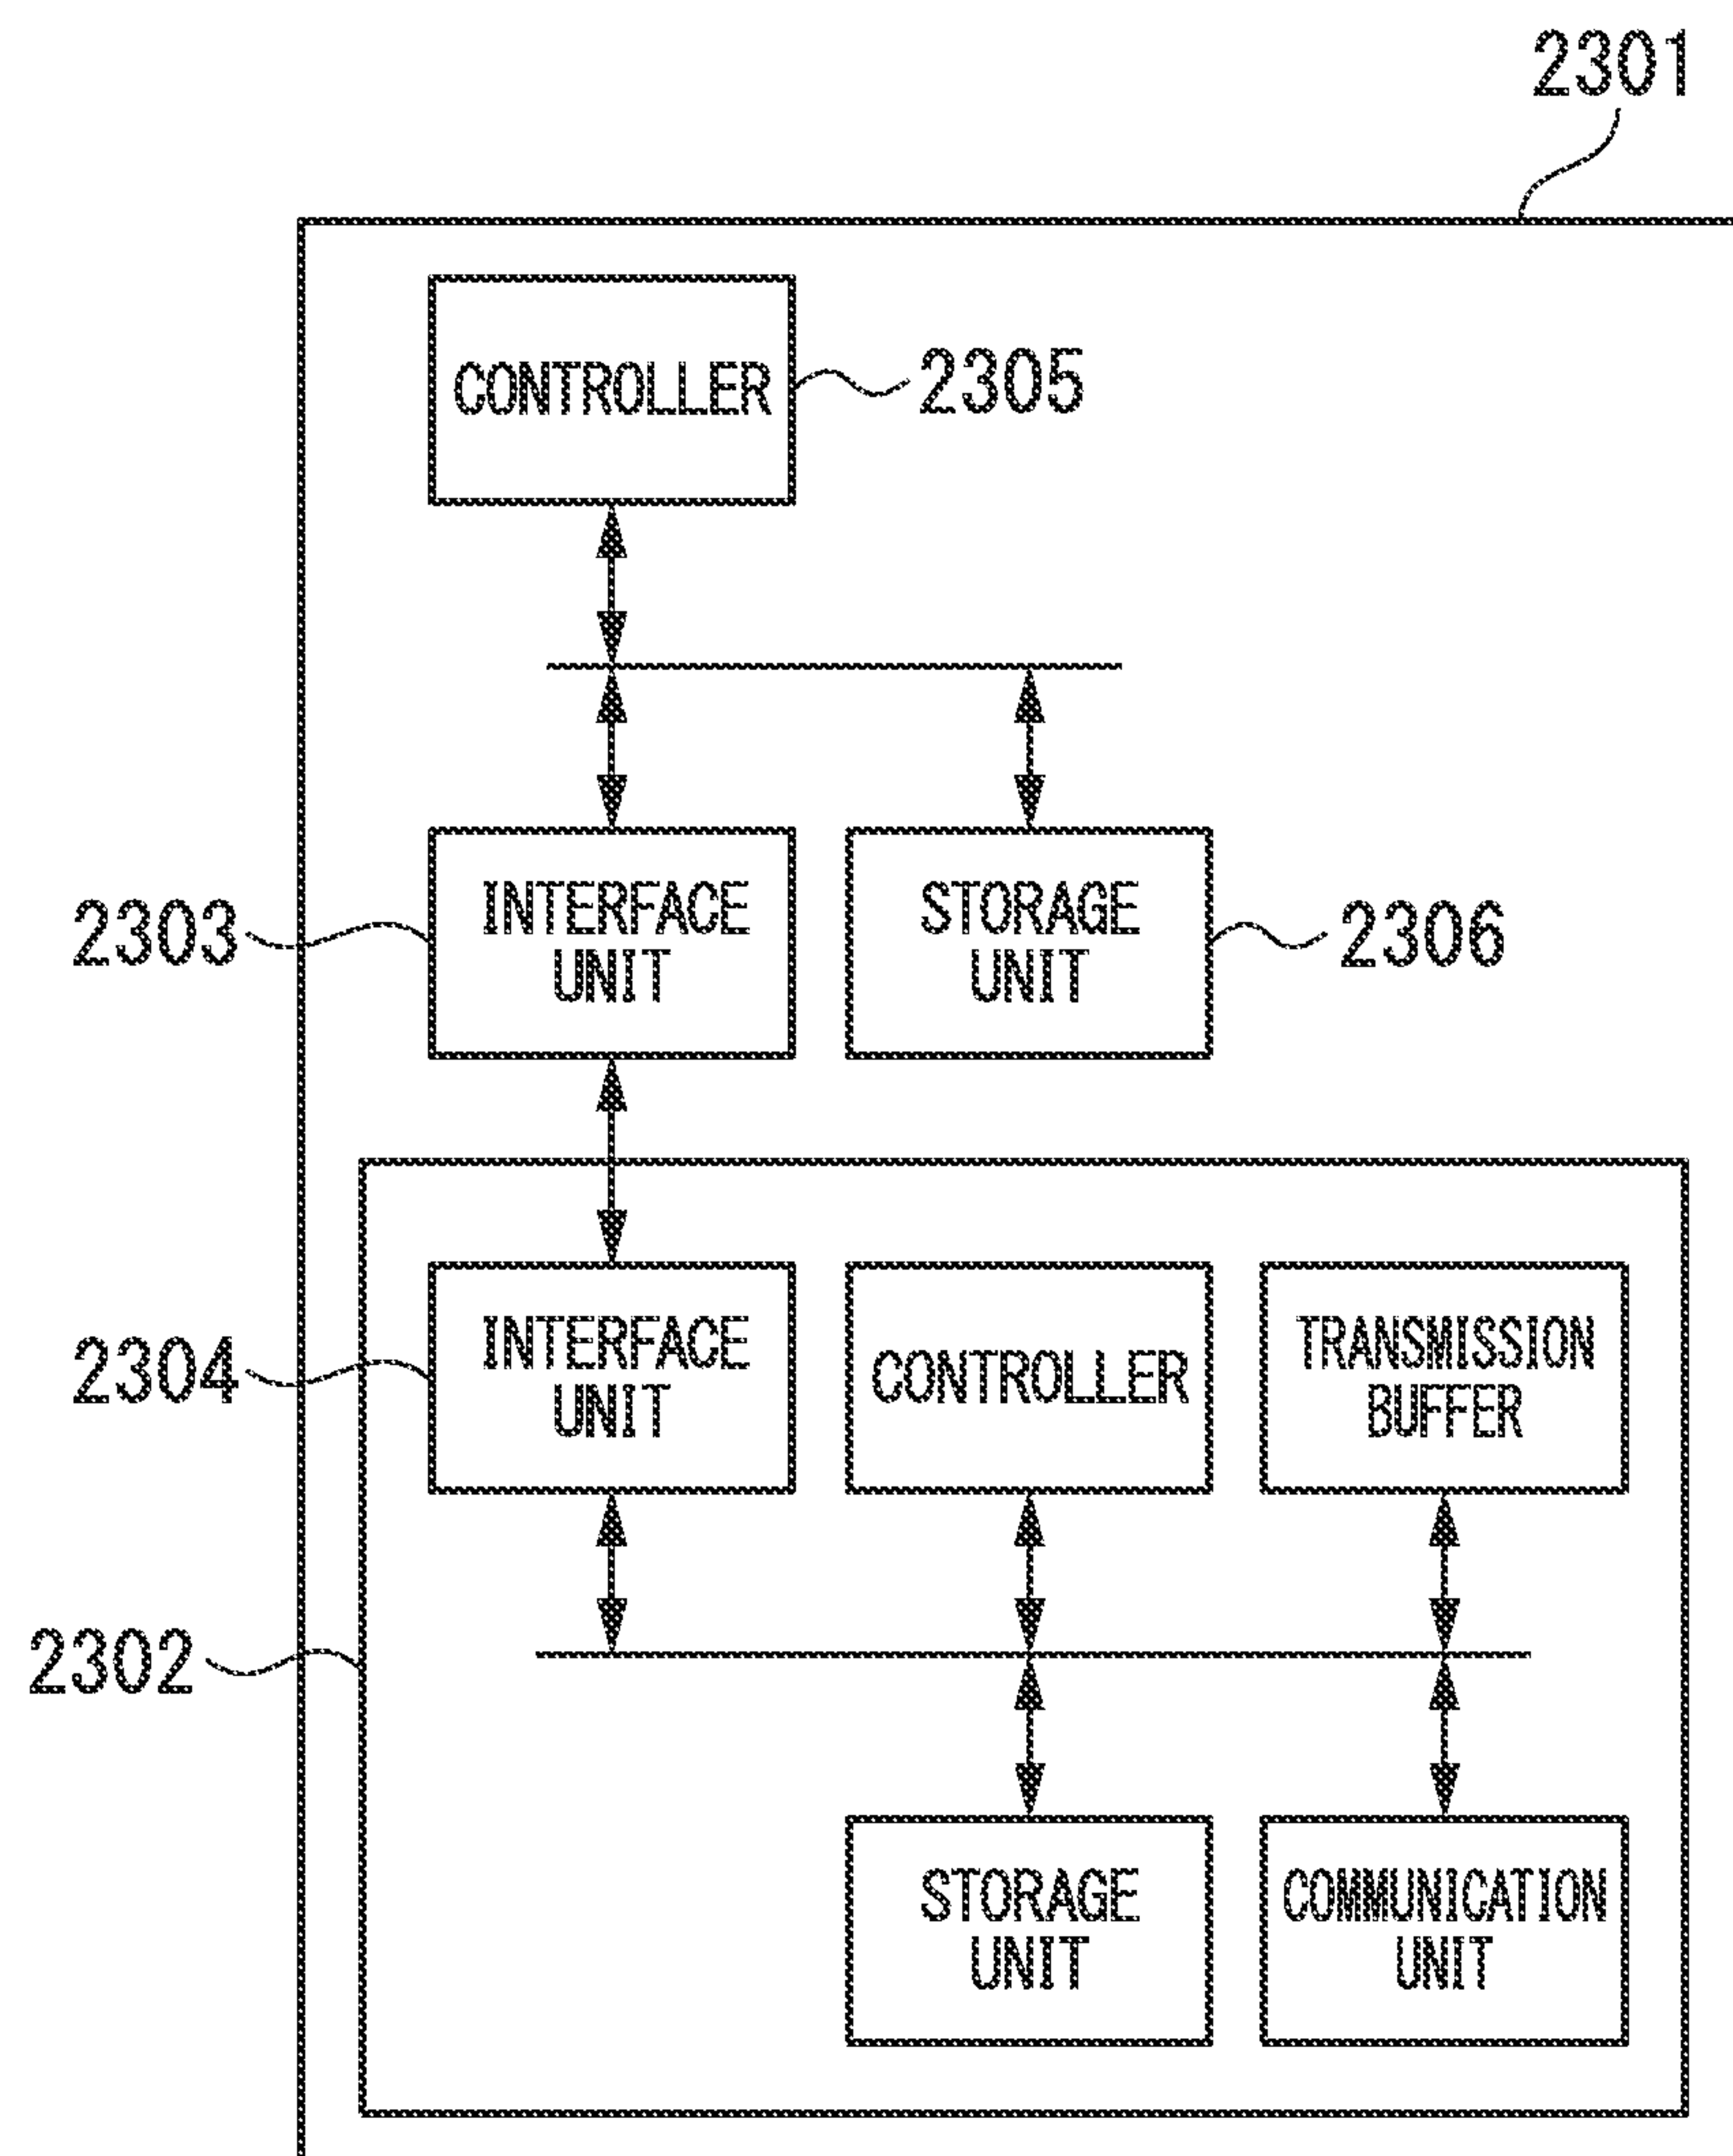 2301
CONTROLLER
2305
2303
INTERFACE
UNIT
STORAGE
UNIT
2306
2304
INTERFACE
UNIT
CONTROLLER
TRANSMISSION
BUFFER
2302
STORAGE
UNIT
COMMUNICATION
UNIT